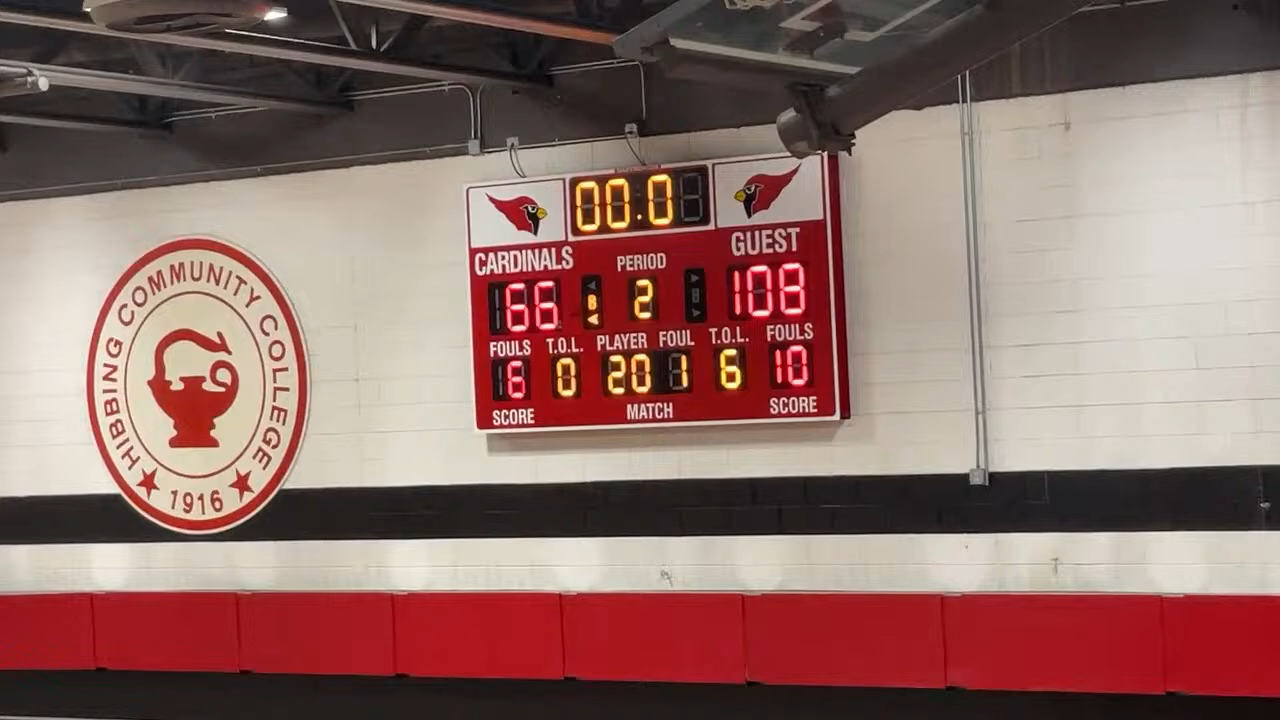 HIBBING COMMUNITY COLLEGE
1916
00.0
CARDINALS
PERIOD
GUEST
66
8
2
108
FOULS
T.O.L.
PLAYER
FOUL
T.O.L.
FOULS
6
0
20
1
6
10
SCORE
MATCH
SCORE